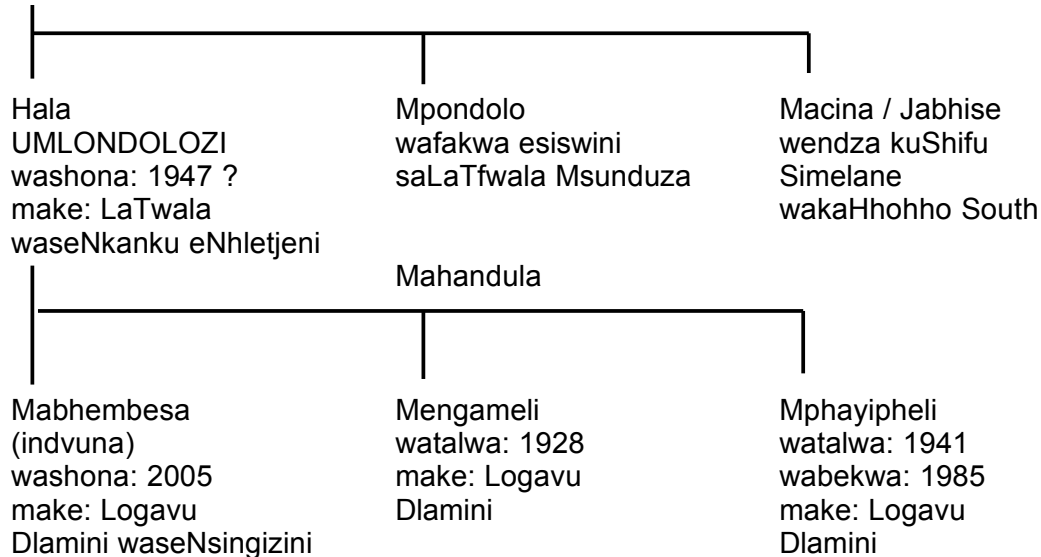 Hala
UMLONDOLOZI
washona: 1947 ?
make: LaTwala
waseNkanku eNhletjeni
Mpondolo
wafakwa esiswini
saLaTfwala Msunduza
Macina / Jabhise
wendza kuShifu
Simelane
wakaHhohho South
Mahandula
Mabhembesa
(indvuna)
washona: 2005
make: Logavu
Dlamini waseNsingizini
Mengameli
watalwa: 1928
make: Logavu
Dlamini
Mphayipheli
watalwa: 1941
wabekwa: 1985
make: Logavu
Dlamini